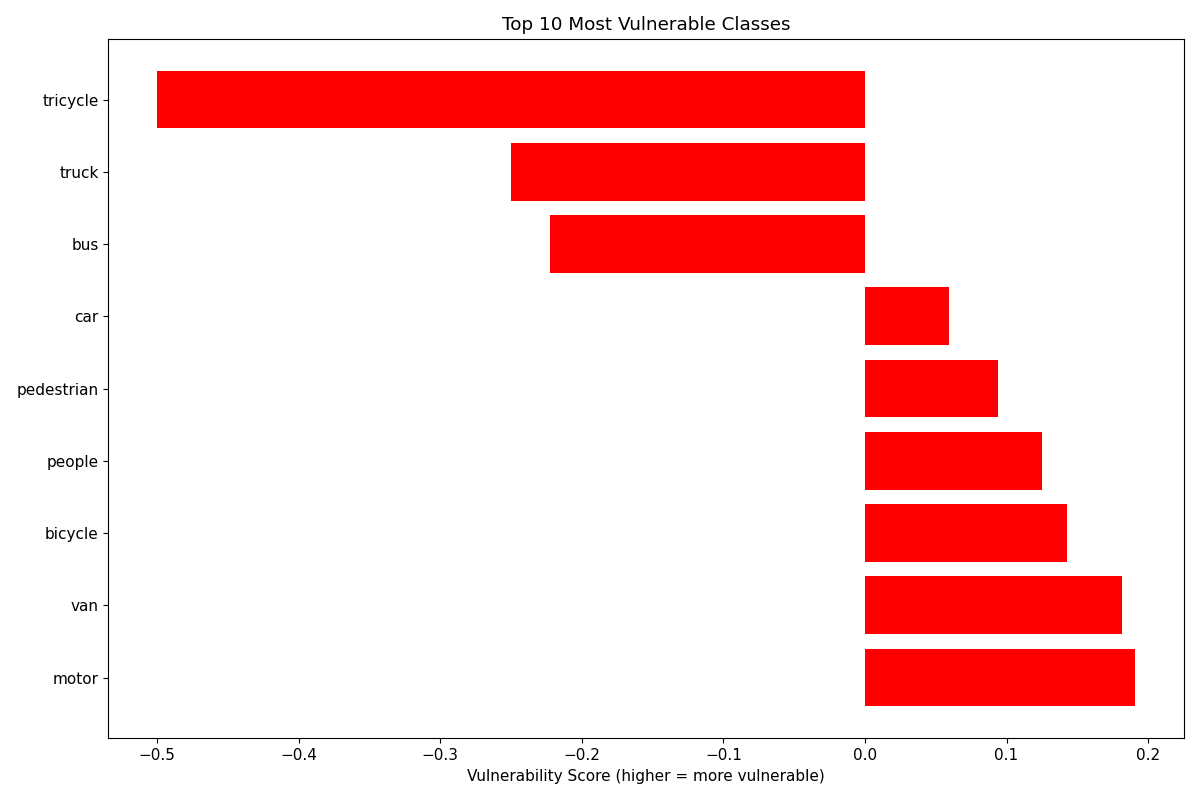 Top 10 Most Vulnerable Classes
tricycle
truck
bus
car
pedestrian
people
bicycle
van
motor
−0.5 −0.4 −0.3 −0.2 −0.1 0.0 0.1 0.2
Vulnerability Score (higher = more vulnerable)